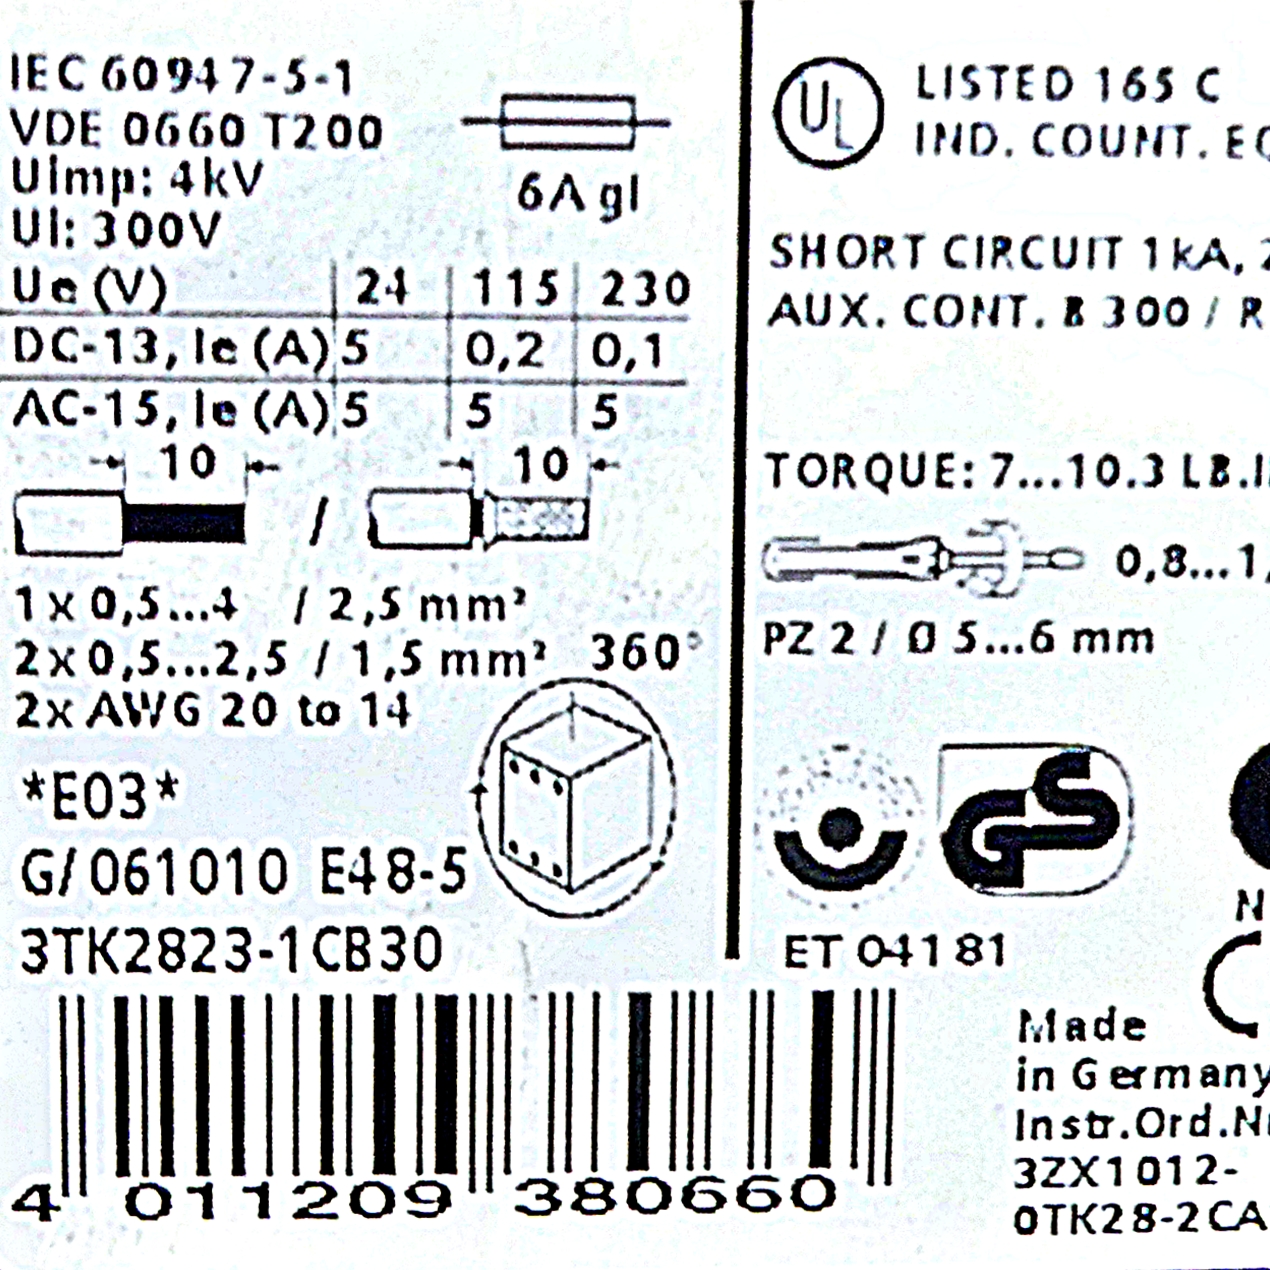 IEC 60947-5-1
VDE 0660 T200
Uimp: 4kV
UI: 300V
6A gl
Ue (V) 24 115 230
DC-13, Ie (A) 5 0,2 0,1
AC-15, Ie (A) 5 5 5
10 10
/
1 x 0,5...4 / 2,5 mm²
2 x 0,5...2,5 / 1,5 mm²
360°
2x AWG 20 to 14
*E03*
G/061010 E48-5
3TK2823-1CB30
4 011209 380660
UL LISTED 165 C
IND. COUNT. EQ
SHORT CIRCUIT 1kA,
AUX. CONT. B 300 / R
TORQUE: 7...10.3 LB.I
0,8...1,
PZ 2 / Ø 5...6 mm
GS
ET 04181
N
Made
in Germany
Instr.Ord.Nr
3ZX1012-
0TK28-2CA